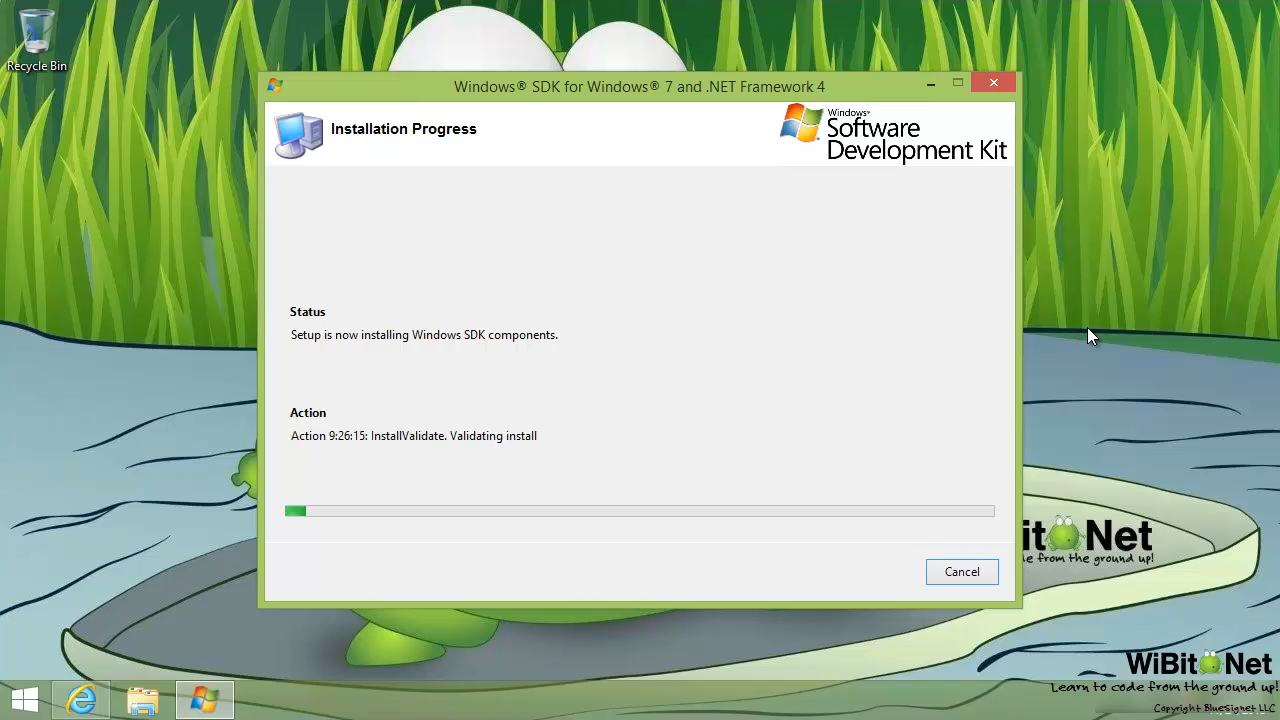 Recycle Bin
Windows® SDK for Windows® 7 and .NET Framework 4
Installation Progress
Windows®
Software
Development Kit
Status
Setup is now installing Windows SDK components.
Action
Action 9:26:15: InstallValidate. Validating install
Cancel
it Net
from the ground up!
WiBit Net
Learn to code from the ground up!
Copyright BlueSignet LLC